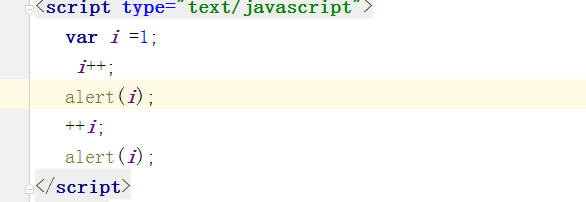 <script type="text/javascript">
var i =1;
i++;
alert(i);
++i;
alert(i);
</script>